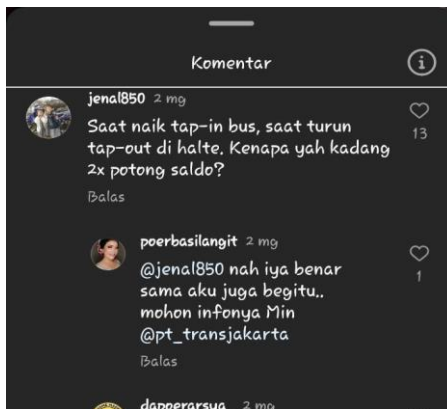 Komentar
jenal850 2 mg
Saat naik tap-in bus, saat turun
tap-out di halte. Kenapa yah kadang
2x potong saldo?
13
Balas
poerbasilangit 2 mg
@jenal850 nah iya benar
sama aku juga begitu..
mohon infonya Min
@pt_transjakarta
1
Balas
dapperarsya 2 mg